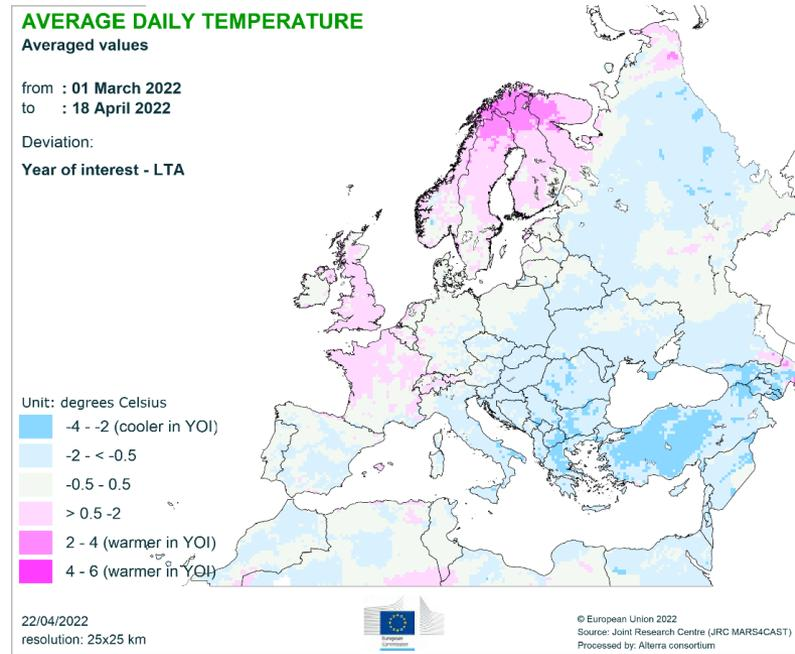 AVERAGE DAILY TEMPERATURE
Averaged values
from : 01 March 2022
to : 18 April 2022
Deviation:
Year of interest - LTA
Unit: degrees Celsius
-4 - -2 (cooler in YOI)
-2 - < -0.5
-0.5 - 0.5
> 0.5 -2
2 - 4 (warmer in YOI)
4 - 6 (warmer in YOI)
22/04/2022
resolution: 25x25 km
European
Commission
© European Union 2022
Source: Joint Research Centre (JRC MARS4CAST)
Processed by: Alterra consortium